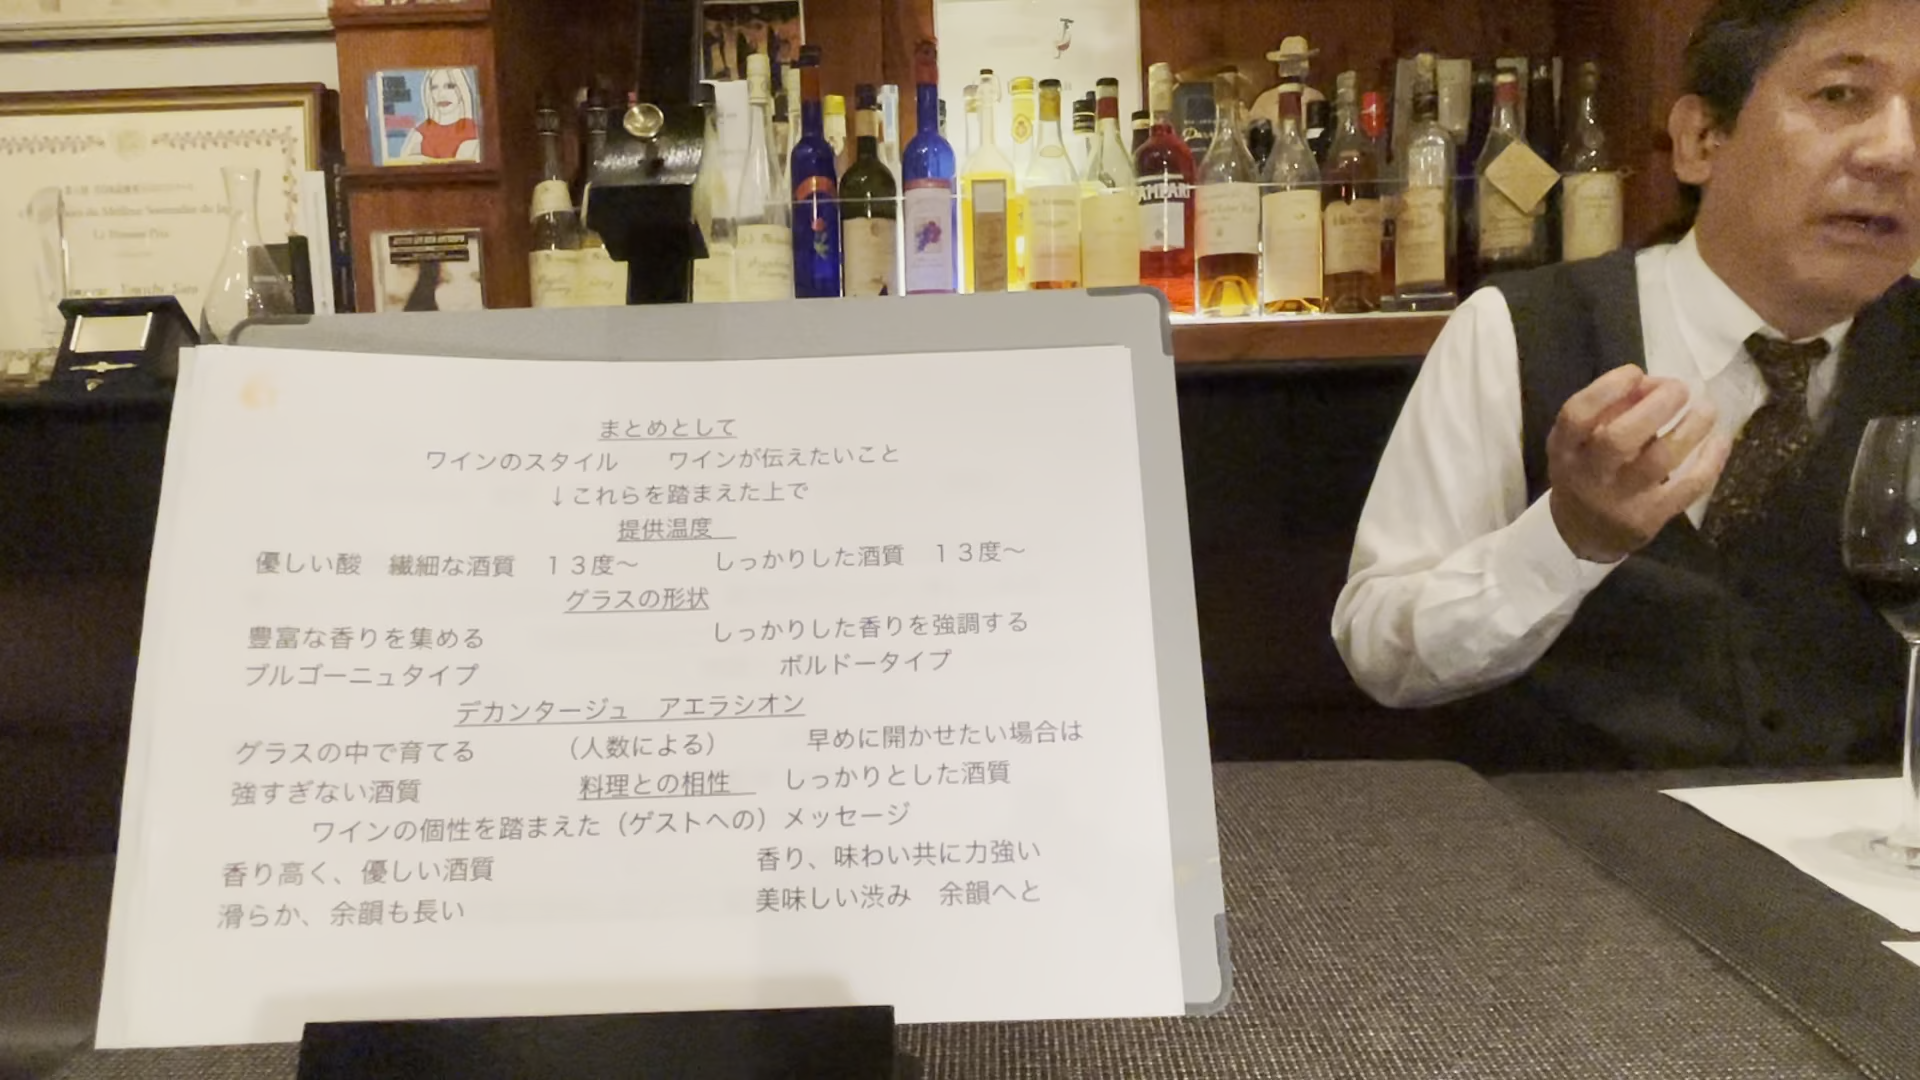 まとめとして
ワインのスタイル　　ワインが伝えたいこと
↓これらを踏まえた上で
提供温度
優しい酸　繊細な酒質　１３度～　　　しっかりした酒質　１３度～
グラスの形状
豊富な香りを集める　　　しっかりした香りを強調する
ブルゴーニュタイプ　　　ボルドータイプ
デカンタージュ　アエラシオン
グラスの中で育てる　　（人数による）　　早めに開かせたい場合は
強すぎない酒質　　料理との相性　　しっかりとした酒質
ワインの個性を踏まえた（ゲストへの）メッセージ
香り高く、優しい酒質　　　香り、味わい共に力強い
滑らか、余韻も長い　　　美味しい渋み　余韻へと
AMPARI